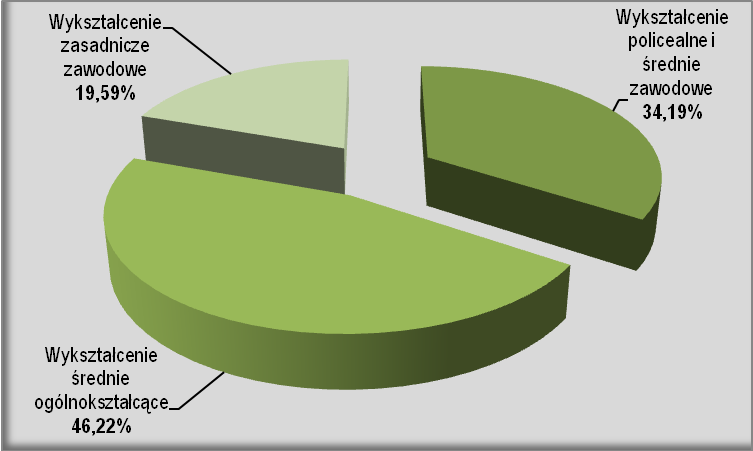 Wykształcenie
zasadnicze
zawodowe
19,59%
Wykształcenie
policealne i
średnie
zawodowe
34,19%
Wykształcenie
średnie
ogólnokształcące
46,22%